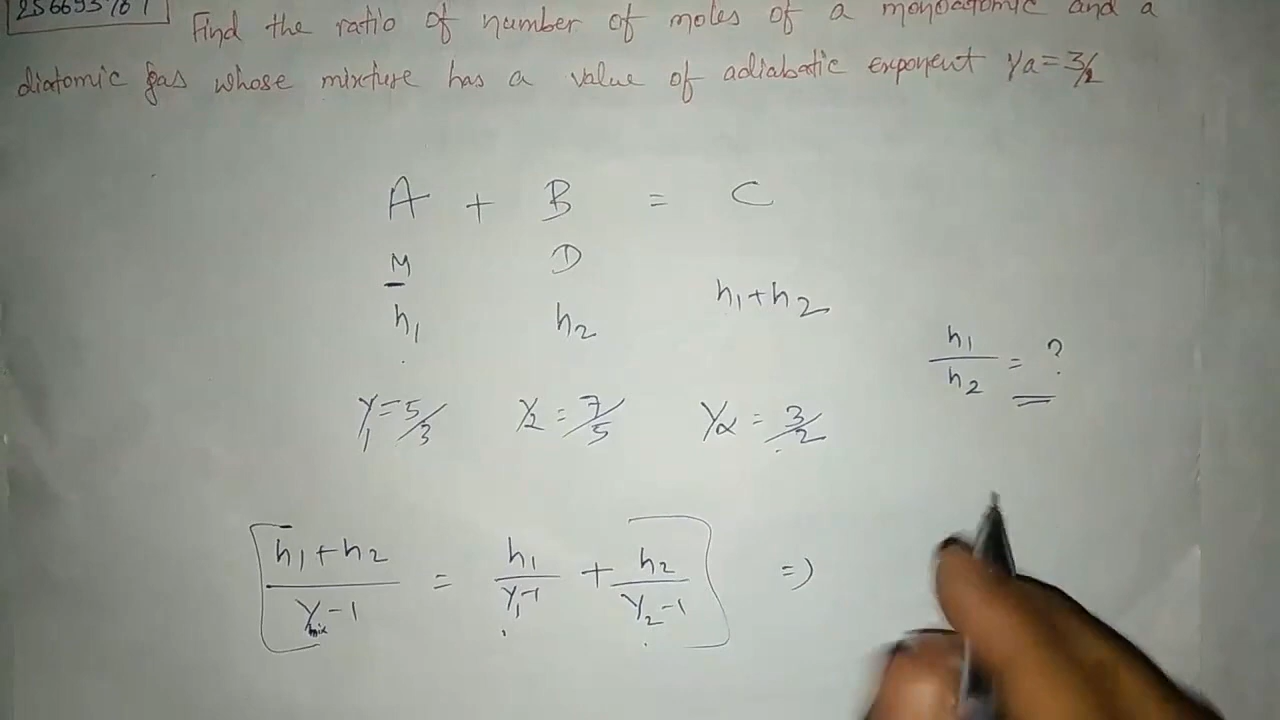 Find the ratio of number of moles of a monoatomic and a
diatomic gas whose mixture has a value of adiabatic exponent γa = 3/2
A + B = C
M D
n₁ n₂ n₁+n₂
n₁/n₂ = ?
γ₁ = 5/3 γ₂ = 7/5 γα = 3/2
[(n₁+n₂)/(γmix-1) = n₁/(γ₁-1) + n₂/(γ₂-1)] =)